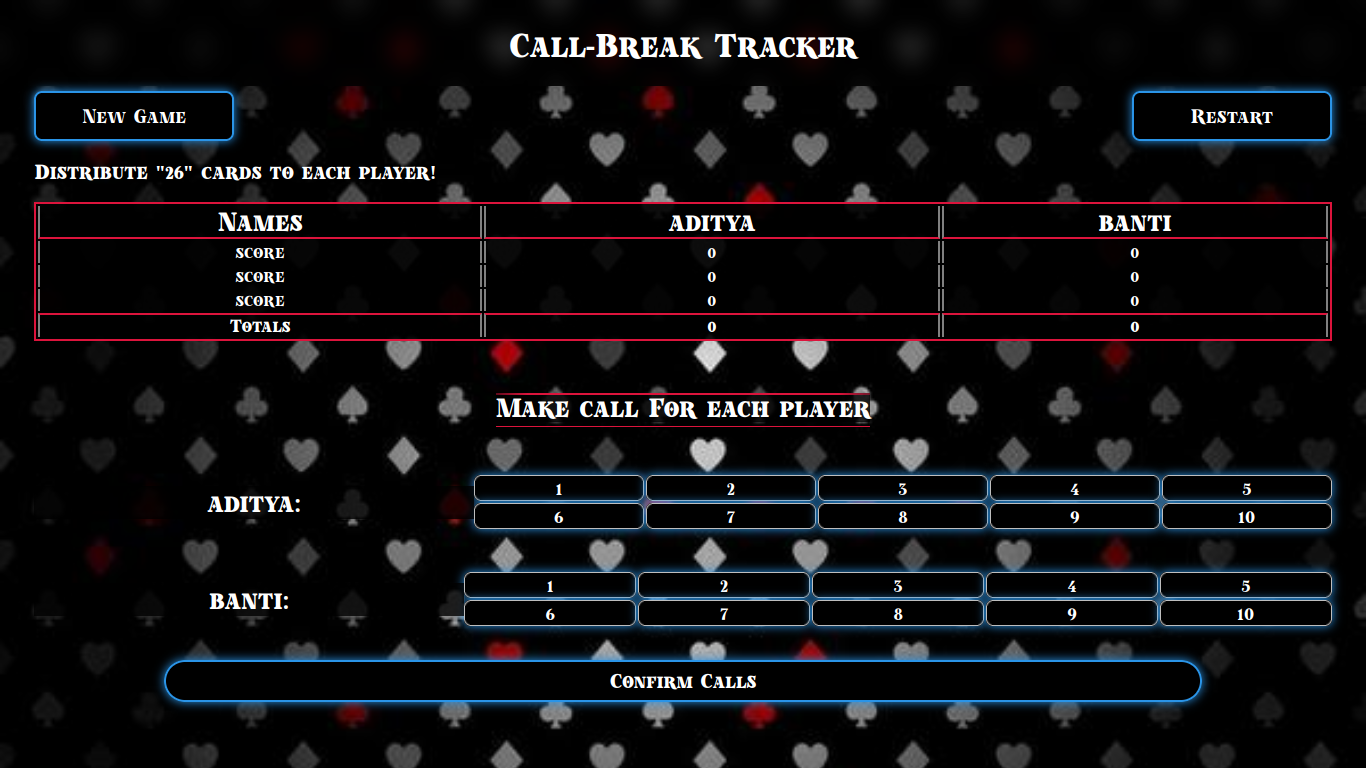 Call-Break Tracker
New Game Restart
Distribute "26" cards to each player!
Names ADITYA BANTI
score 0 0
score 0 0
score 0 0
Totals 0 0
Make call For each player
1 2 3 4 5
ADITYA:
6 7 8 9 10
1 2 3 4 5
BANTI:
6 7 8 9 10
Confirm Calls